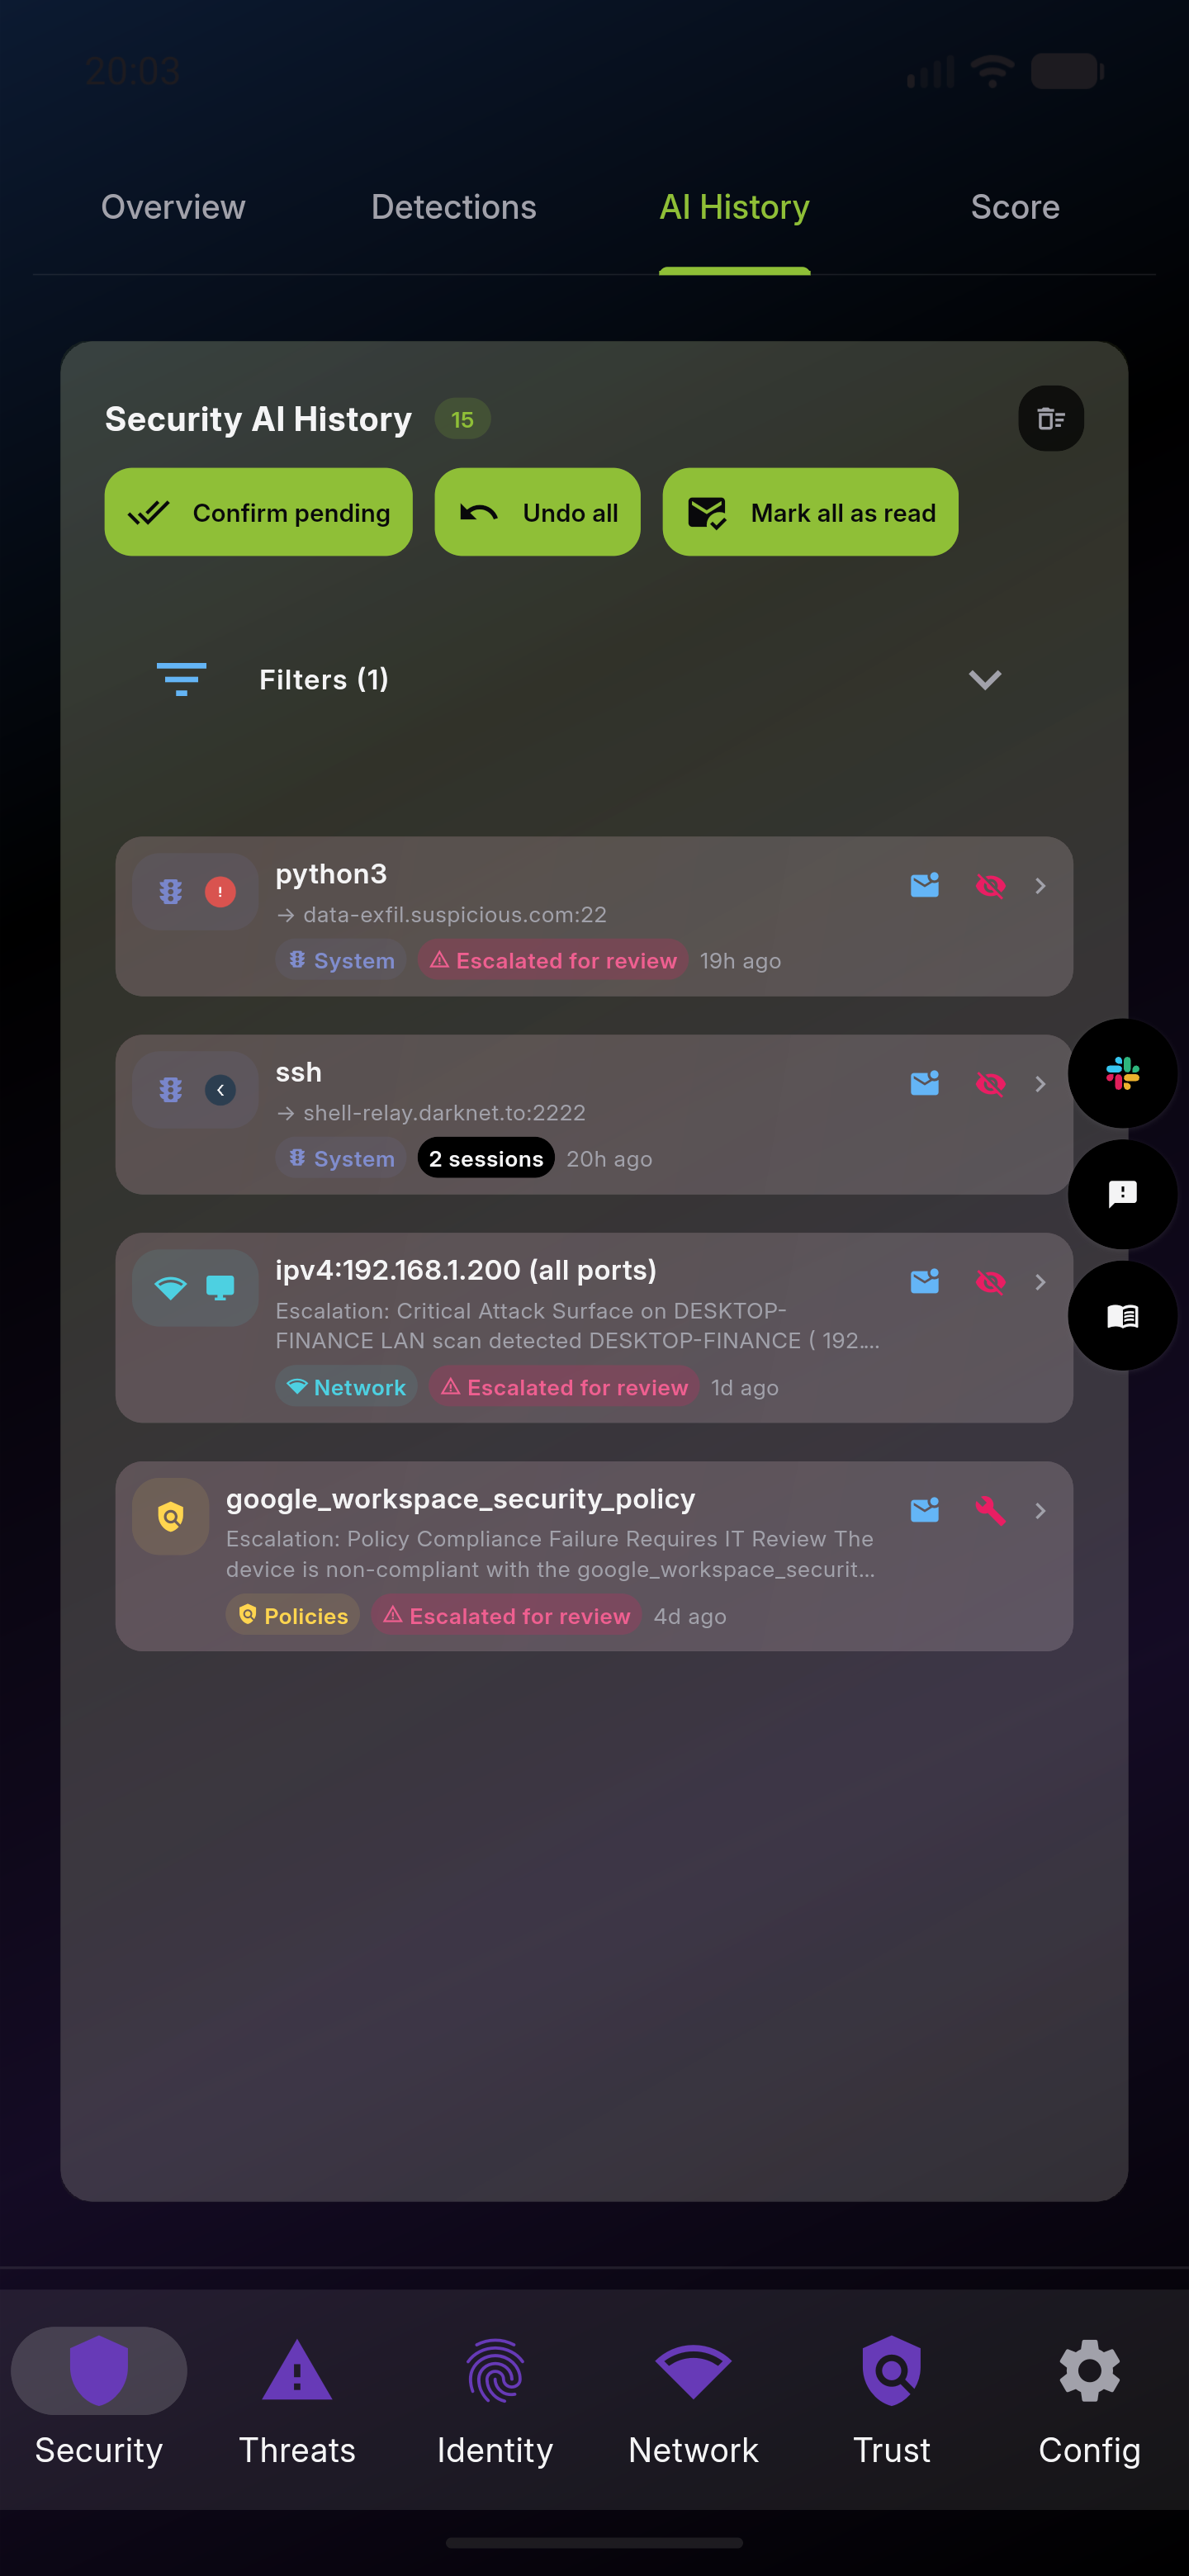 20:03
Overview Detections AI History Score
Security AI History 15
Confirm pending Undo all Mark all as read
Filters (1)
python3
→ data-exfil.suspicious.com:22
System Escalated for review 19h ago
ssh
→ shell-relay.darknet.to:2222
System 2 sessions 20h ago
ipv4:192.168.1.200 (all ports)
Escalation: Critical Attack Surface on DESKTOP-
FINANCE LAN scan detected DESKTOP-FINANCE ( 192....
Network Escalated for review 1d ago
google_workspace_security_policy
Escalation: Policy Compliance Failure Requires IT Review The
device is non-compliant with the google_workspace_securit...
Policies Escalated for review 4d ago
Security Threats Identity Network Trust Config